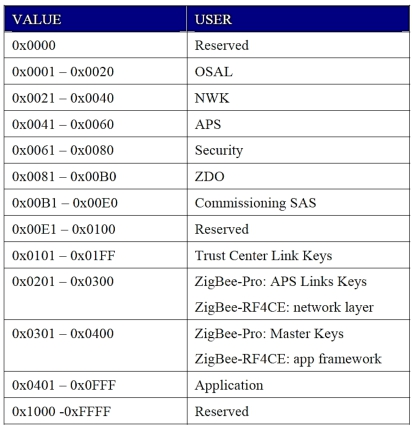 VALUE USER
0x0000 Reserved
0x0001 – 0x0020 OSAL
0x0021 – 0x0040 NWK
0x0041 – 0x0060 APS
0x0061 – 0x0080 Security
0x0081 – 0x00B0 ZDO
0x00B1 – 0x00E0 Commissioning SAS
0x00E1 – 0x0100 Reserved
0x0101 – 0x01FF Trust Center Link Keys
0x0201 – 0x0300 ZigBee-Pro: APS Links Keys
ZigBee-RF4CE: network layer
0x0301 – 0x0400 ZigBee-Pro: Master Keys
ZigBee-RF4CE: app framework
0x0401 – 0x0FFF Application
0x1000 -0xFFFF Reserved